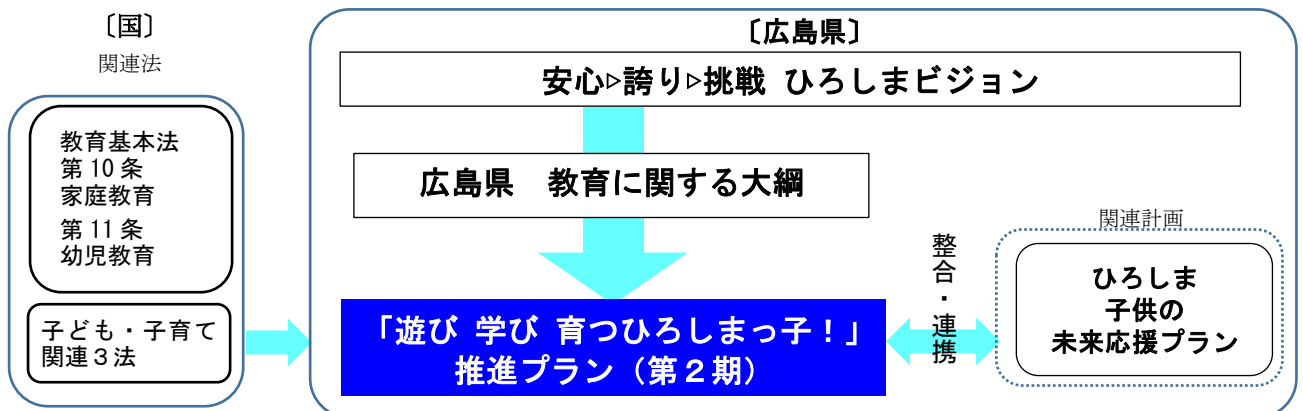 〔国〕
関連法
教育基本法
第10条
家庭教育
第11条
幼児教育
子ども・子育て
関連３法
〔広島県〕
安心▷誇り▷挑戦 ひろしまビジョン
広島県　教育に関する大綱
「遊び 学び 育つひろしまっ子！」
推進プラン（第２期）
整合・連携
関連計画
ひろしま
子供の
未来応援プラン